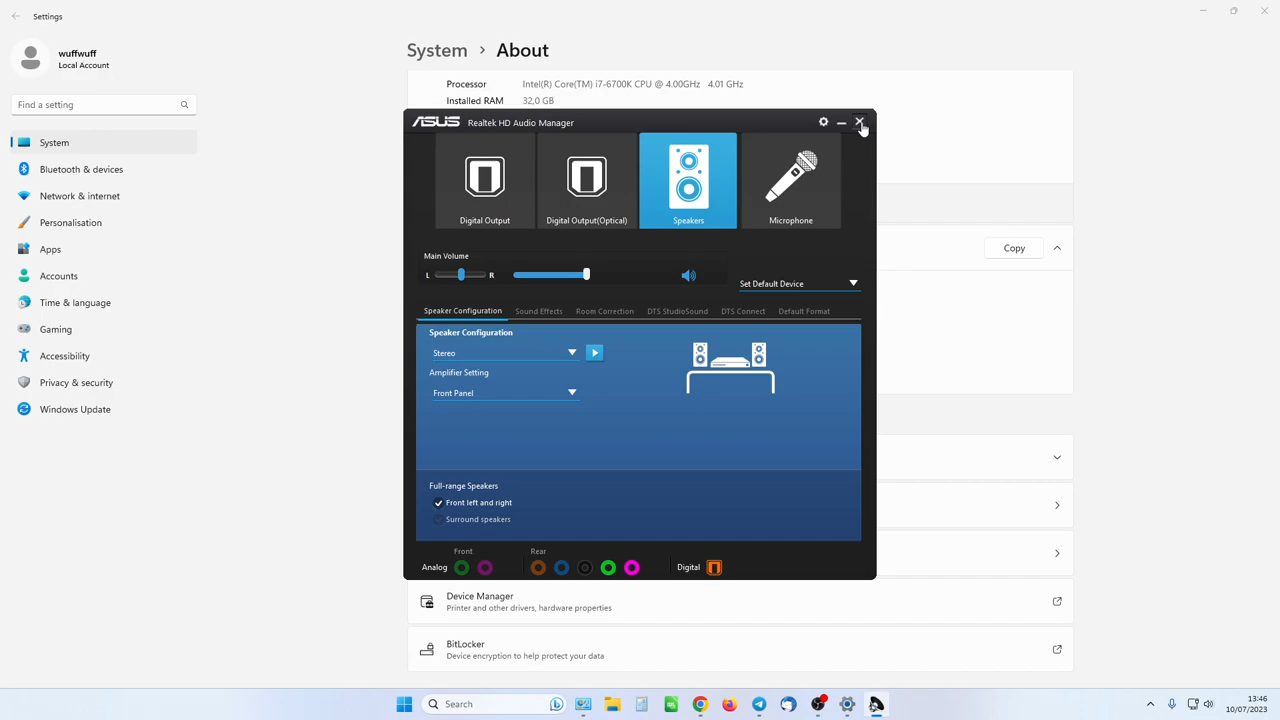 Settings
wuffwuff
Local Account
Find a setting
System
Bluetooth & devices
Network & internet
Personalisation
Apps
Accounts
Time & language
Gaming
Accessibility
Privacy & security
Windows Update
System > About
Processor Intel(R) Core(TM) i7-6700K CPU @ 4.00GHz 4.01 GHz
Installed RAM 32,0 GB
ASUS Realtek HD Audio Manager
Digital Output Digital Output(Optical) Speakers Microphone
Main Volume
L R
Set Default Device
Copy
Speaker Configuration Sound Effects Room Correction DTS StudioSound DTS Connect Default Format
Speaker Configuration
Stereo
Amplifier Setting
Front Panel
Full-range Speakers
Front left and right
Surround speakers
Front Rear
Analog Digital
Device Manager
Printer and other drivers, hardware properties
BitLocker
Device encryption to help protect your data
Search
13:46
10/07/2023